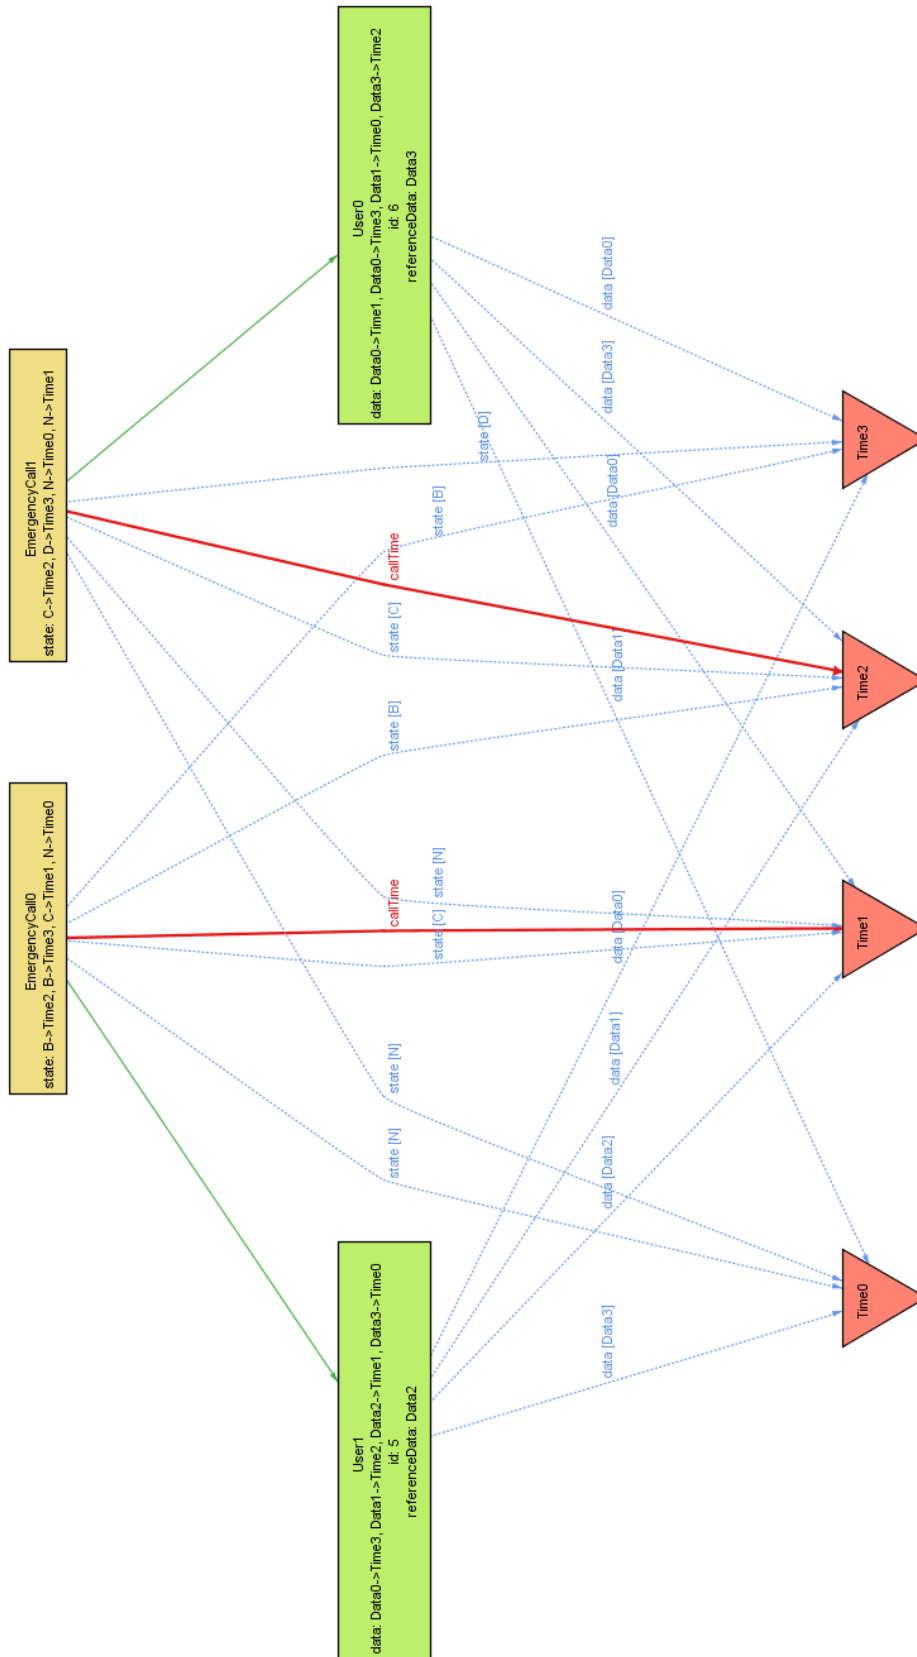 EmergencyCall0
state: B->Time2, B->Time3, C->Time1, N->Time0
EmergencyCall1
state: C->Time2, D->Time3, N->Time0, N->Time1
User1
data: Data0->Time3, Data1->Time2, Data2->Time1, Data3->Time0
id: 5
referenceData: Data2
User0
data: Data0->Time1, Data0->Time3, Data1->Time0, Data3->Time2
id: 6
referenceData: Data3
state [N]
state [N]
callTime
state [B]
state [C]
callTime
state [C]
state [N]
state [B]
state [D]
data [Data3]
data [Data2]
data [Data1]
data [Data0]
data [Data1]
data [Data0]
data [Data3]
data [Data0]
Time0
Time1
Time2
Time3